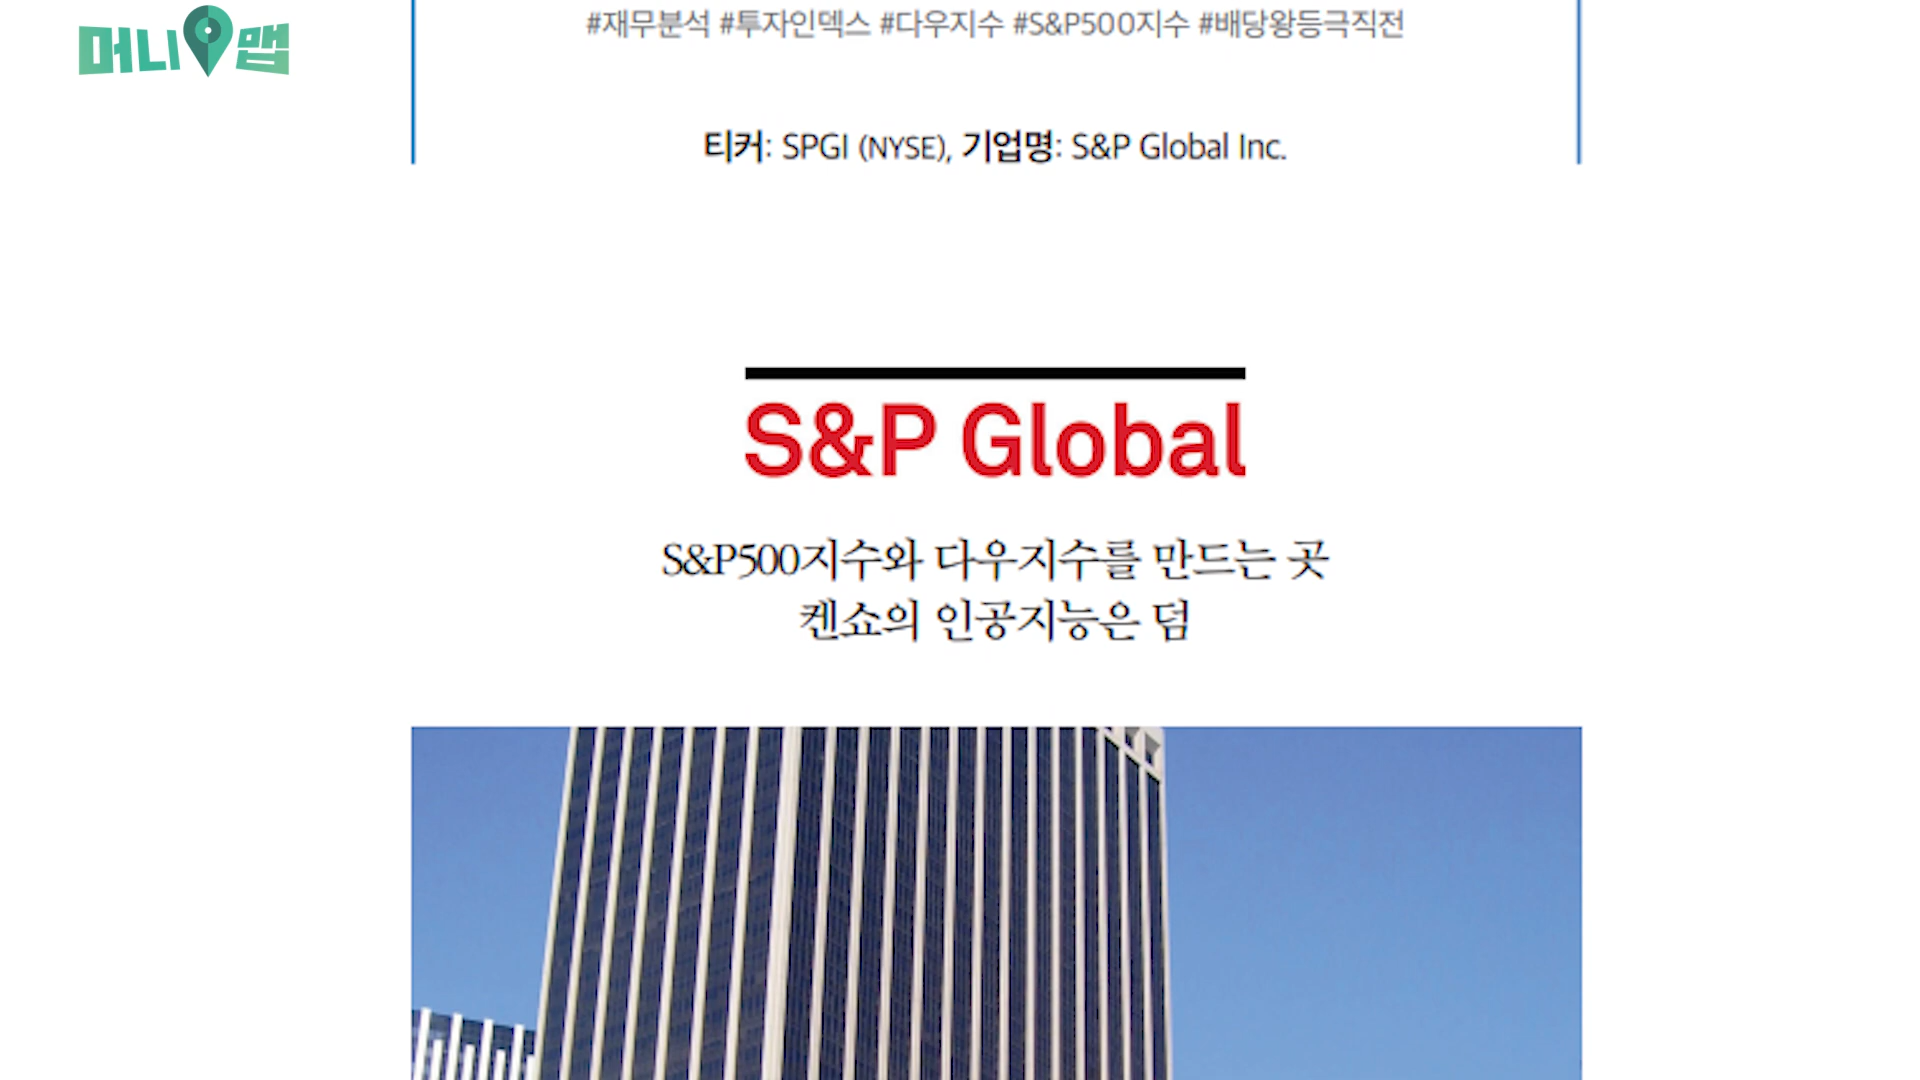 머니맵
#재무분석 #투자인덱스 #다우지수 #S&P500지수 #배당왕등극직전
티커: SPGI (NYSE), 기업명: S&P Global Inc.
S&P Global
S&P500지수와 다우지수를 만드는 곳
켄쇼의 인공지능은 덤